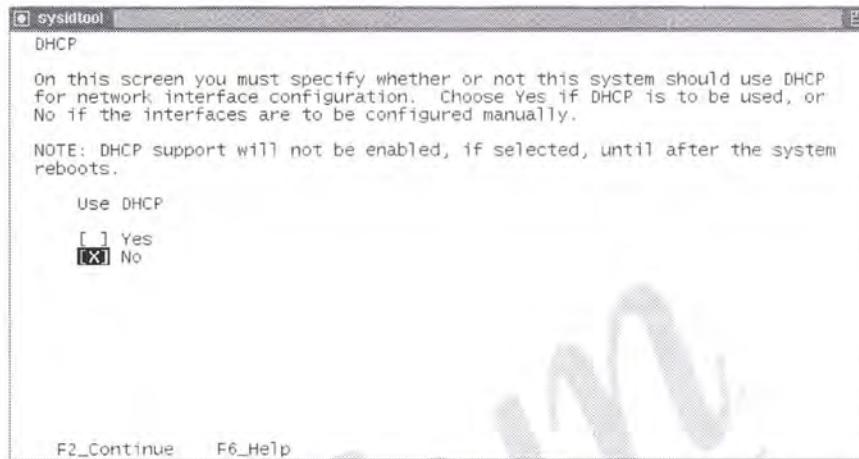 sysidtool
DHCP
On this screen you must specify whether or not this system should use DHCP
for network interface configuration.  Choose Yes if DHCP is to be used, or
No if the interfaces are to be configured manually.
NOTE: DHCP support will not be enabled, if selected, until after the system
reboots.
Use DHCP
[ ] Yes
[X] No
F2_Continue    F6_Help